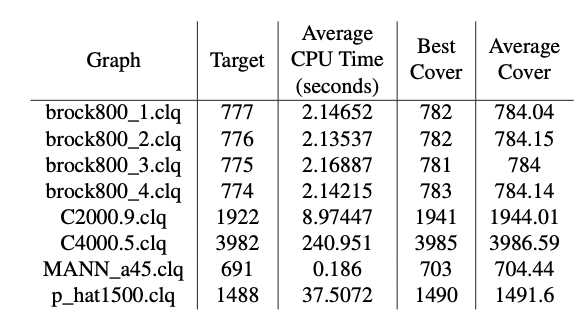 Graph Target Average CPU Time (seconds) Best Cover Average Cover
brock800_1.clq 777 2.14652 782 784.04
brock800_2.clq 776 2.13537 782 784.15
brock800_3.clq 775 2.16887 781 784
brock800_4.clq 774 2.14215 783 784.14
C2000.9.clq 1922 8.97447 1941 1944.01
C4000.5.clq 3982 240.951 3985 3986.59
MANN_a45.clq 691 0.186 703 704.44
p_hat1500.clq 1488 37.5072 1490 1491.6